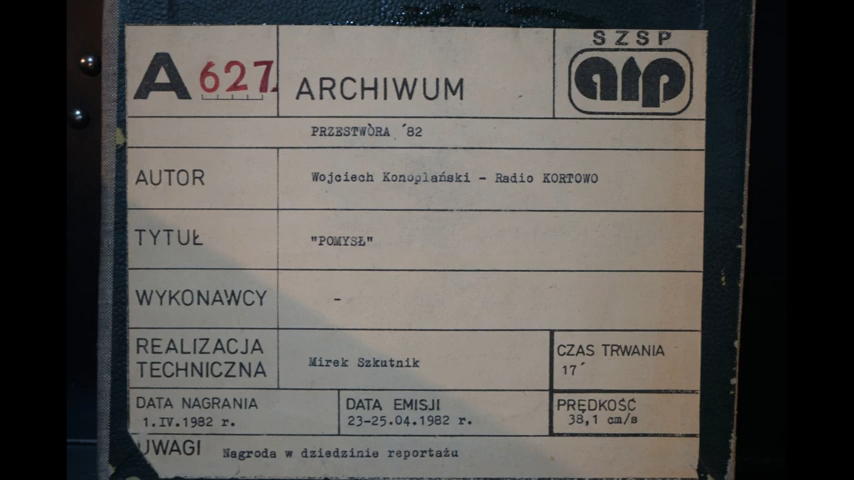 A 627. ARCHIWUM SZSP arp
PRZESTWÒRA ´82
AUTOR Wojciech Konoplański - Radio KORTOWO
TYTUŁ "POMYSŁ"
WYKONAWCY -
REALIZACJA TECHNICZNA Mirek Szkutnik
CZAS TRWANIA 17´
DATA NAGRANIA 1.IV.1982 r.
DATA EMISJI 23-25.04.1982 r.
PRĘDKOŚĆ 38,1 cm/s
UWAGI Nagroda w dziedzinie reportażu